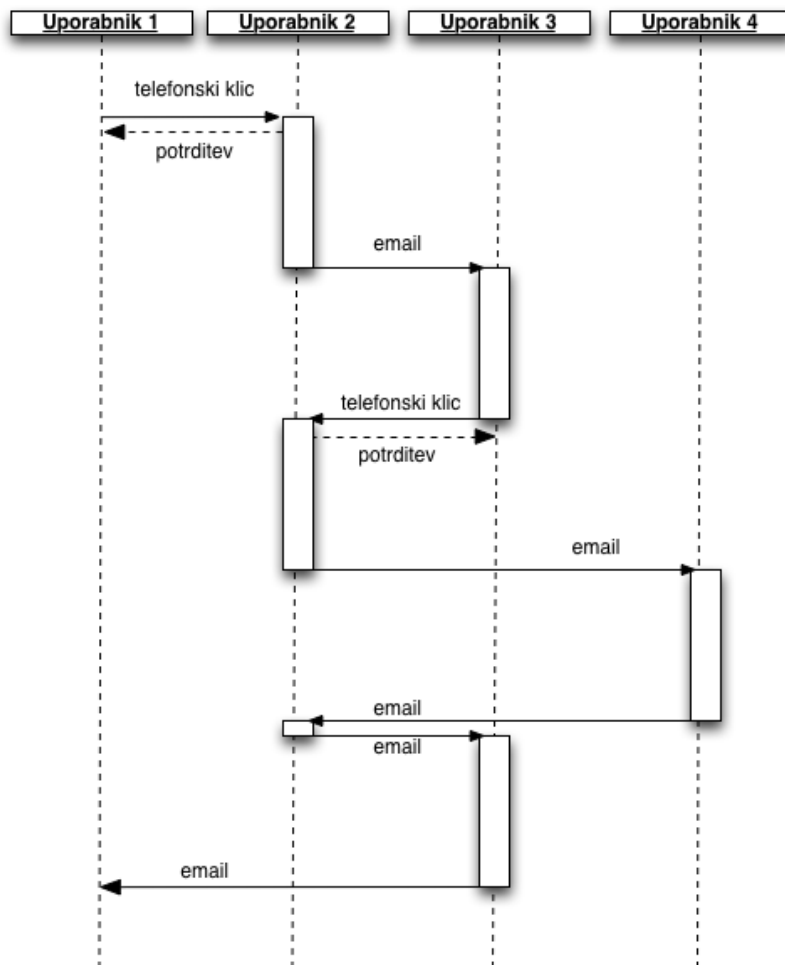 Uporabnik 1
Uporabnik 2
Uporabnik 3
Uporabnik 4
telefonski klic
potrditev
email
telefonski klic
potrditev
email
email
email
email